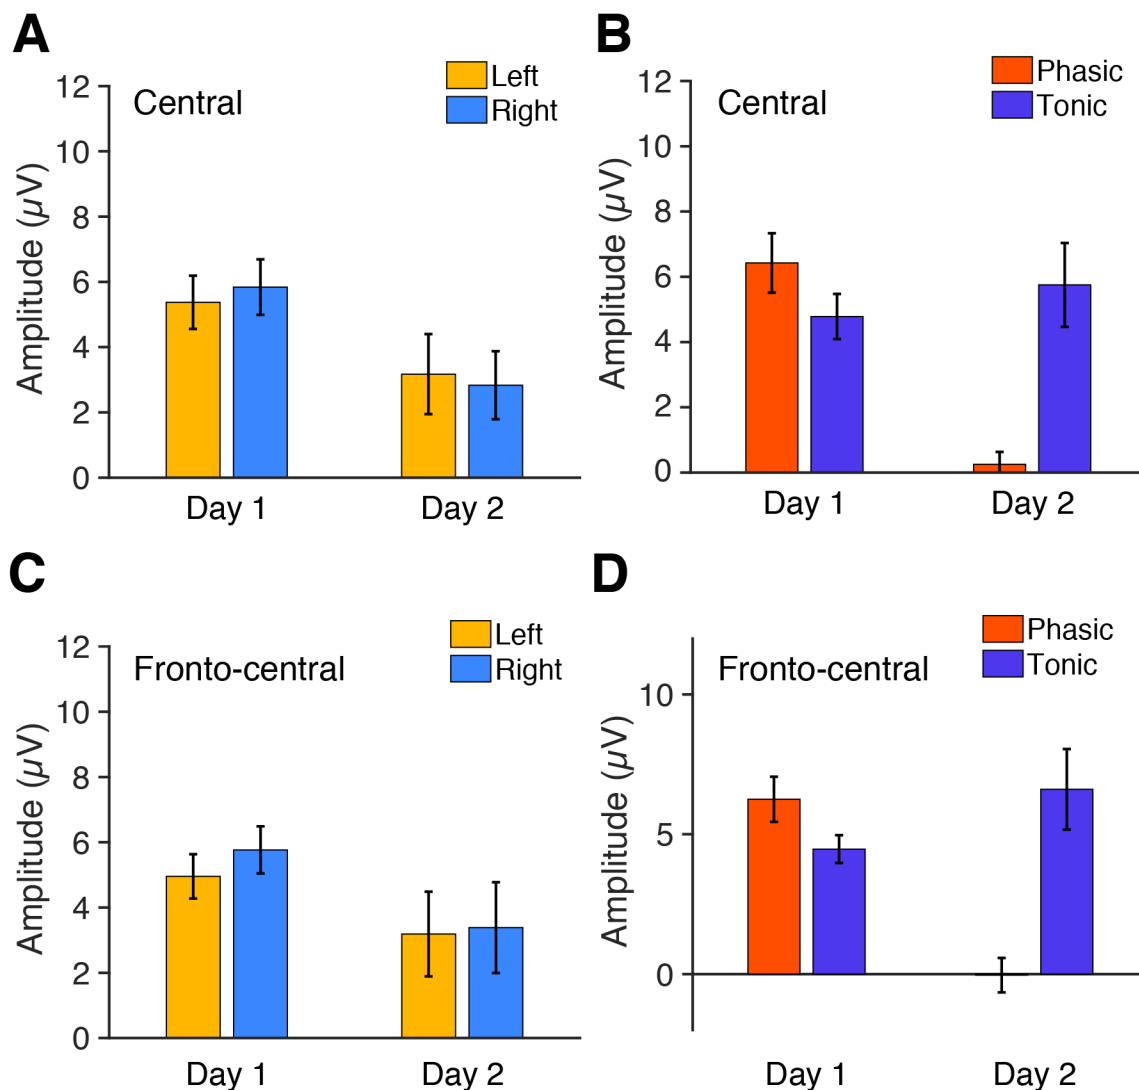 A
Left
Right
Central
12
10
8
6
4
2
0
Amplitude (µV)
Day 1
Day 2
B
Phasic
Tonic
Central
12
10
8
6
4
2
0
Amplitude (µV)
Day 1
Day 2
C
Left
Right
Fronto-central
12
10
8
6
4
2
0
Amplitude (µV)
Day 1
Day 2
D
Phasic
Tonic
Fronto-central
10
5
0
Amplitude (µV)
Day 1
Day 2